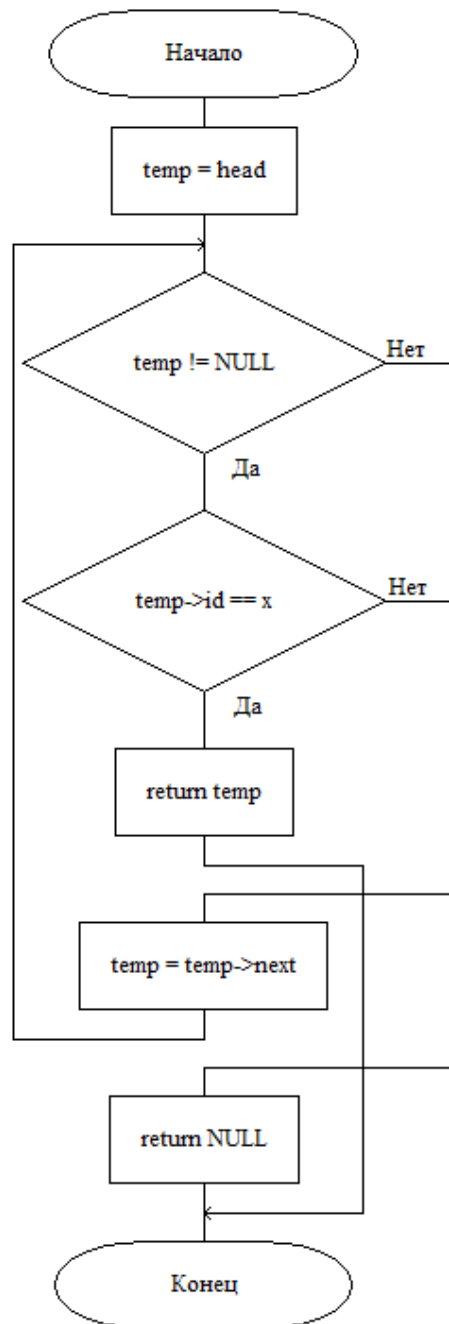 Начало
temp = head
temp != NULL
Нет
Да
temp->id == x
Нет
Да
return temp
temp = temp->next
return NULL
Конец